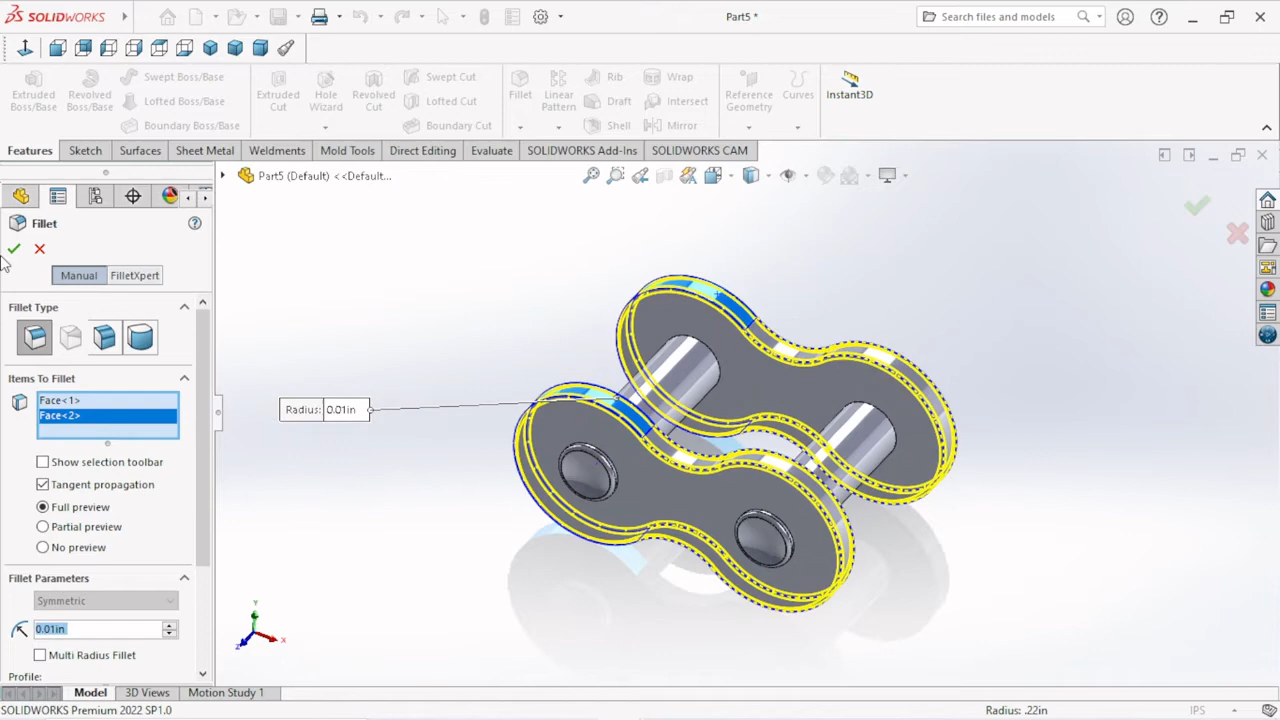 SOLIDWORKS
Part5 *
Search files and models
Extruded Boss/Base
Revolved Boss/Base
Swept Boss/Base
Lofted Boss/Base
Boundary Boss/Base
Extruded Cut
Hole Wizard
Revolved Cut
Swept Cut
Lofted Cut
Boundary Cut
Fillet
Linear Pattern
Rib
Draft
Shell
Wrap
Intersect
Mirror
Reference Geometry
Curves
Instant3D
Features
Sketch
Surfaces
Sheet Metal
Weldments
Mold Tools
Direct Editing
Evaluate
SOLIDWORKS Add-Ins
SOLIDWORKS CAM
Part5 (Default) <<Default...
Fillet
Manual
FilletXpert
Fillet Type
Items To Fillet
Face<1>
Face<2>
Show selection toolbar
Tangent propagation
Full preview
Partial preview
No preview
Fillet Parameters
Symmetric
0.01in
Multi Radius Fillet
Profile:
Radius: 0.01in
Y
X
Z
Model
3D Views
Motion Study 1
SOLIDWORKS Premium 2022 SP1.0
Radius: .22in
IPS